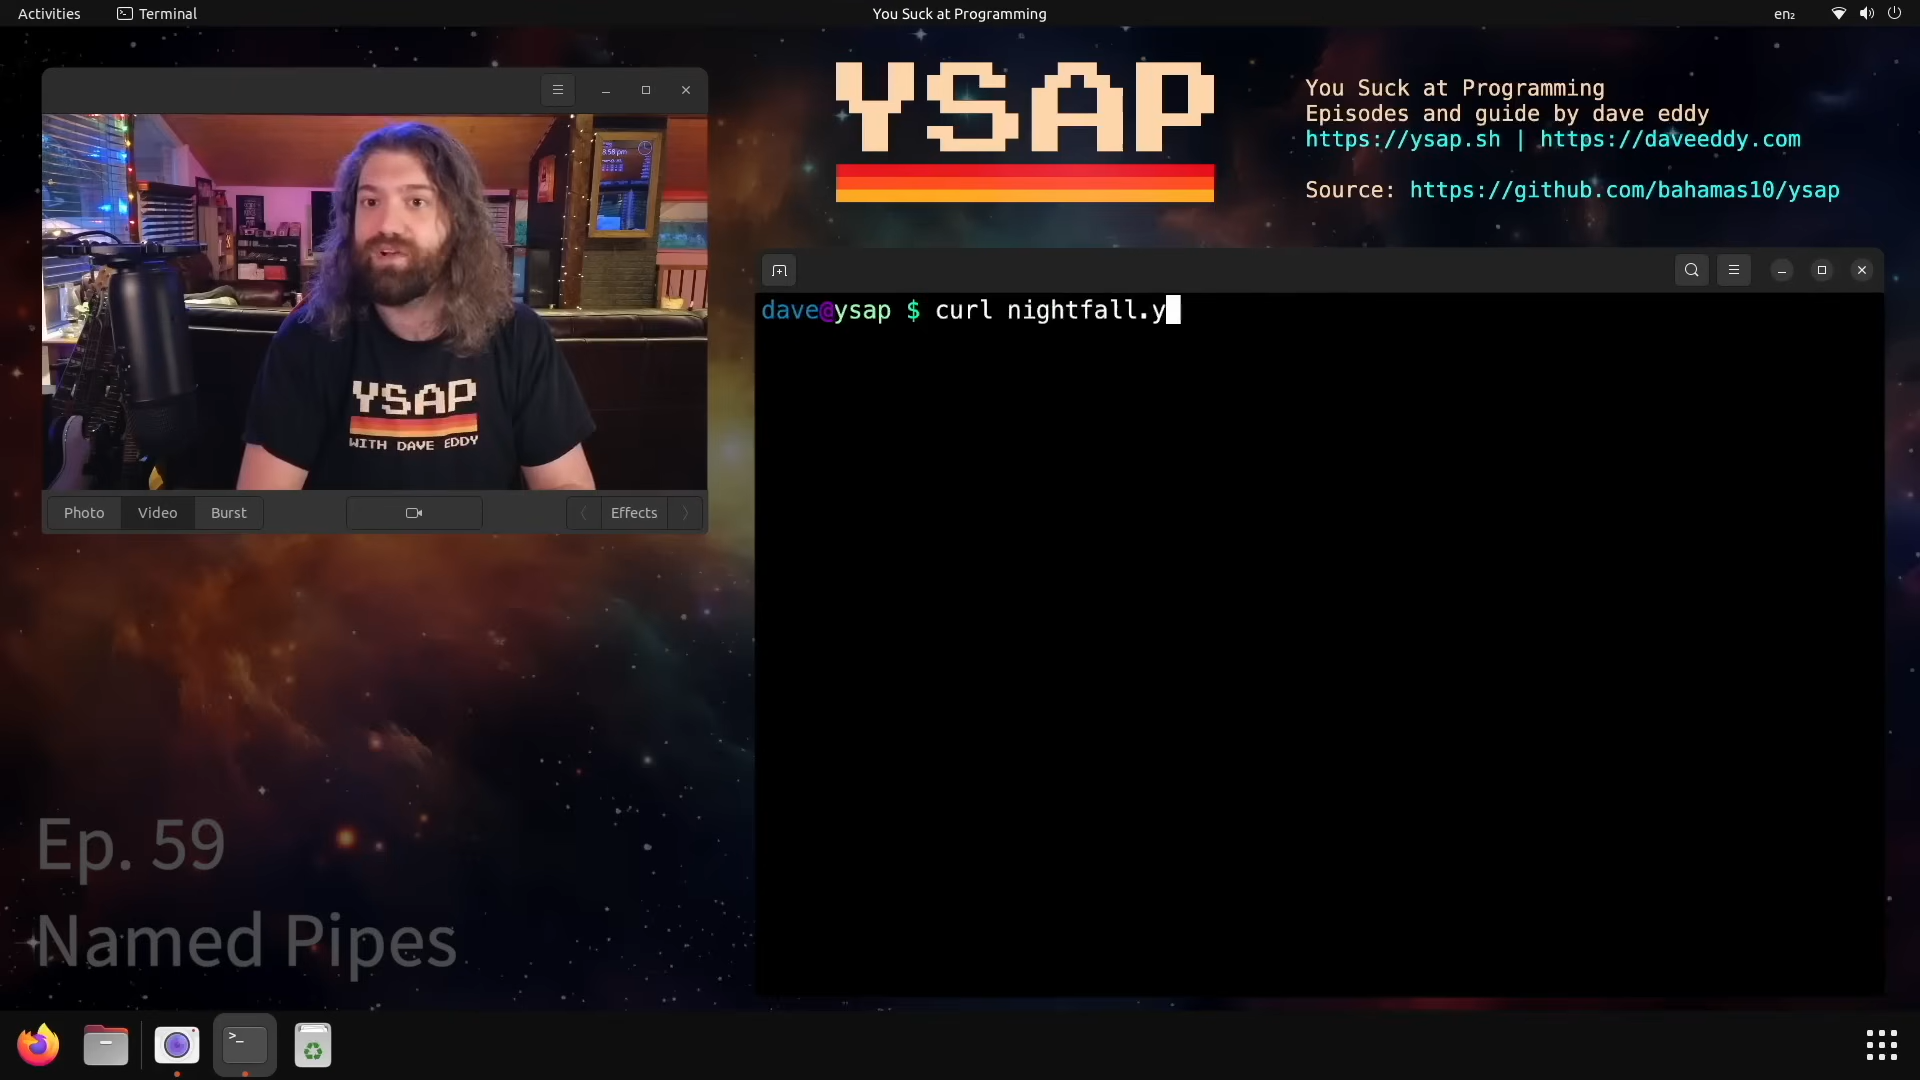 Activities
Terminal
You Suck at Programming
en₂
YSAP
You Suck at Programming
Episodes and guide by dave eddy
https://ysap.sh | https://daveeddy.com
Source: https://github.com/bahamas10/ysap
YSAP
WITH DAVE EDDY
Photo
Video
Burst
Effects
dave@ysap $ curl nightfall.y
Ep. 59
Named Pipes